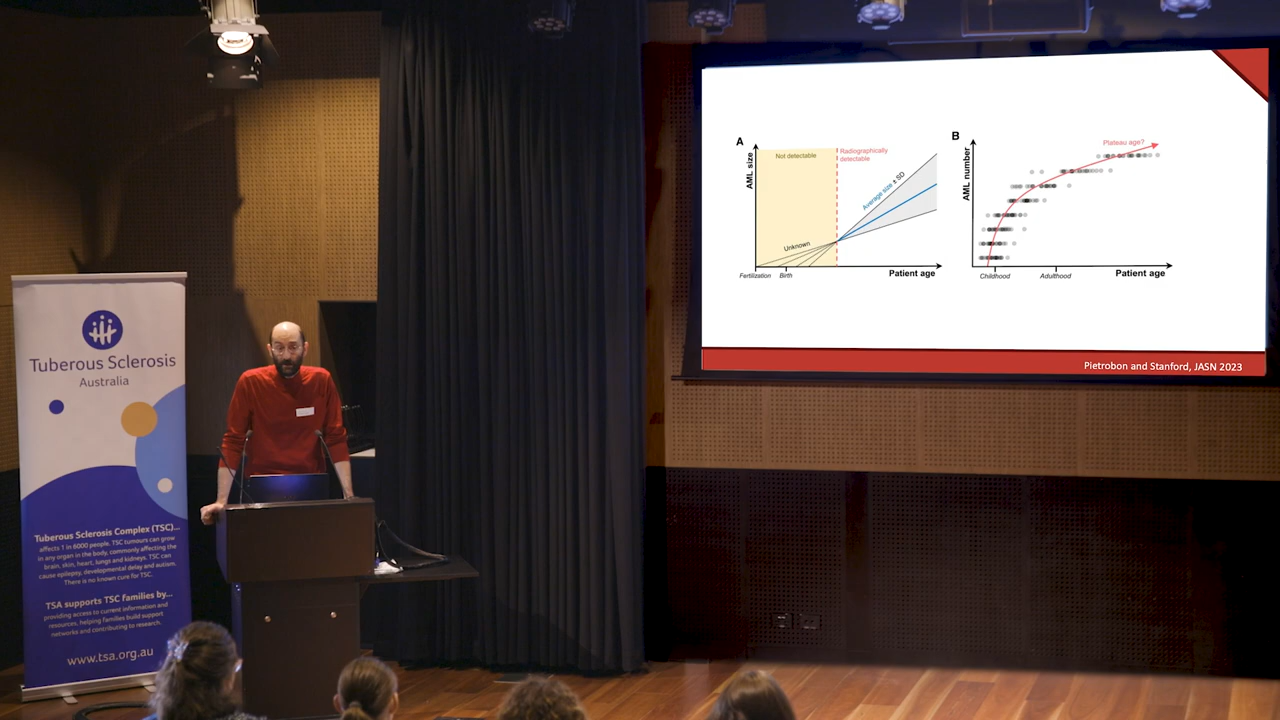 Tuberous Sclerosis
Australia
Tuberous Sclerosis Complex (TSC)...
affects 1 in 6000 people. TSC tumours can grow
in any organ in the body, commonly affecting the
brain, skin, heart, lungs and kidneys. TSC can
cause epilepsy, developmental delay and autism.
There is no known cure for TSC.
TSA supports TSC families by...
providing access to current information and
resources, helping families build support
networks and contributing to research.
www.tsa.org.au
A
AML size
Not detectable
Radiographically
detectable
Average size ± SD
Unknown
Fertilization
Birth
Patient age
B
AML number
Plateau age?
Childhood
Adulthood
Patient age
Pietrobon and Stanford, JASN 2023